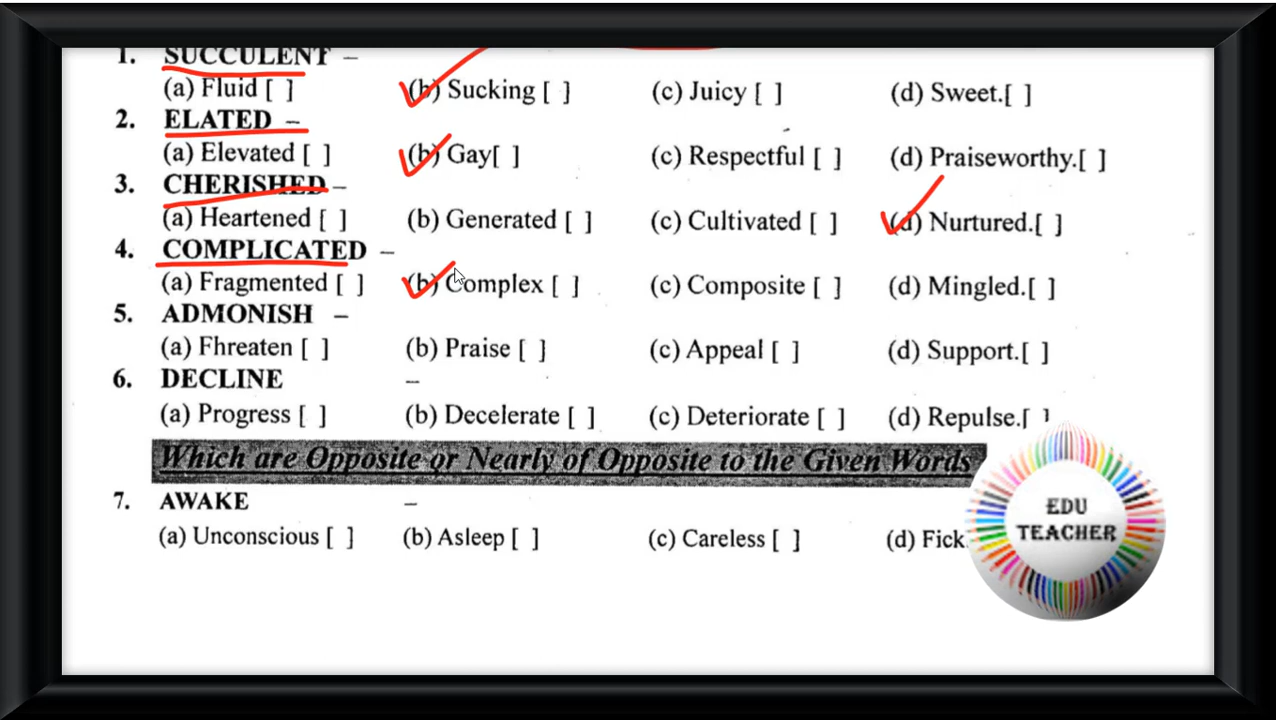 1. SUCCULENT –
(a) Fluid [ ] (b) Sucking [ ] (c) Juicy [ ] (d) Sweet.[ ]
2. ELATED –
(a) Elevated [ ] (b) Gay[ ] (c) Respectful [ ] (d) Praiseworthy.[ ]
3. CHERISHED –
(a) Heartened [ ] (b) Generated [ ] (c) Cultivated [ ] (d) Nurtured.[ ]
4. COMPLICATED –
(a) Fragmented [ ] (b) Complex [ ] (c) Composite [ ] (d) Mingled.[ ]
5. ADMONISH –
(a) Fhreaten [ ] (b) Praise [ ] (c) Appeal [ ] (d) Support.[ ]
6. DECLINE –
(a) Progress [ ] (b) Decelerate [ ] (c) Deteriorate [ ] (d) Repulse.[ ]
Which are Opposite or Nearly of Opposite to the Given Words
7. AWAKE –
(a) Unconscious [ ] (b) Asleep [ ] (c) Careless [ ] (d)
EDU
TEACHER